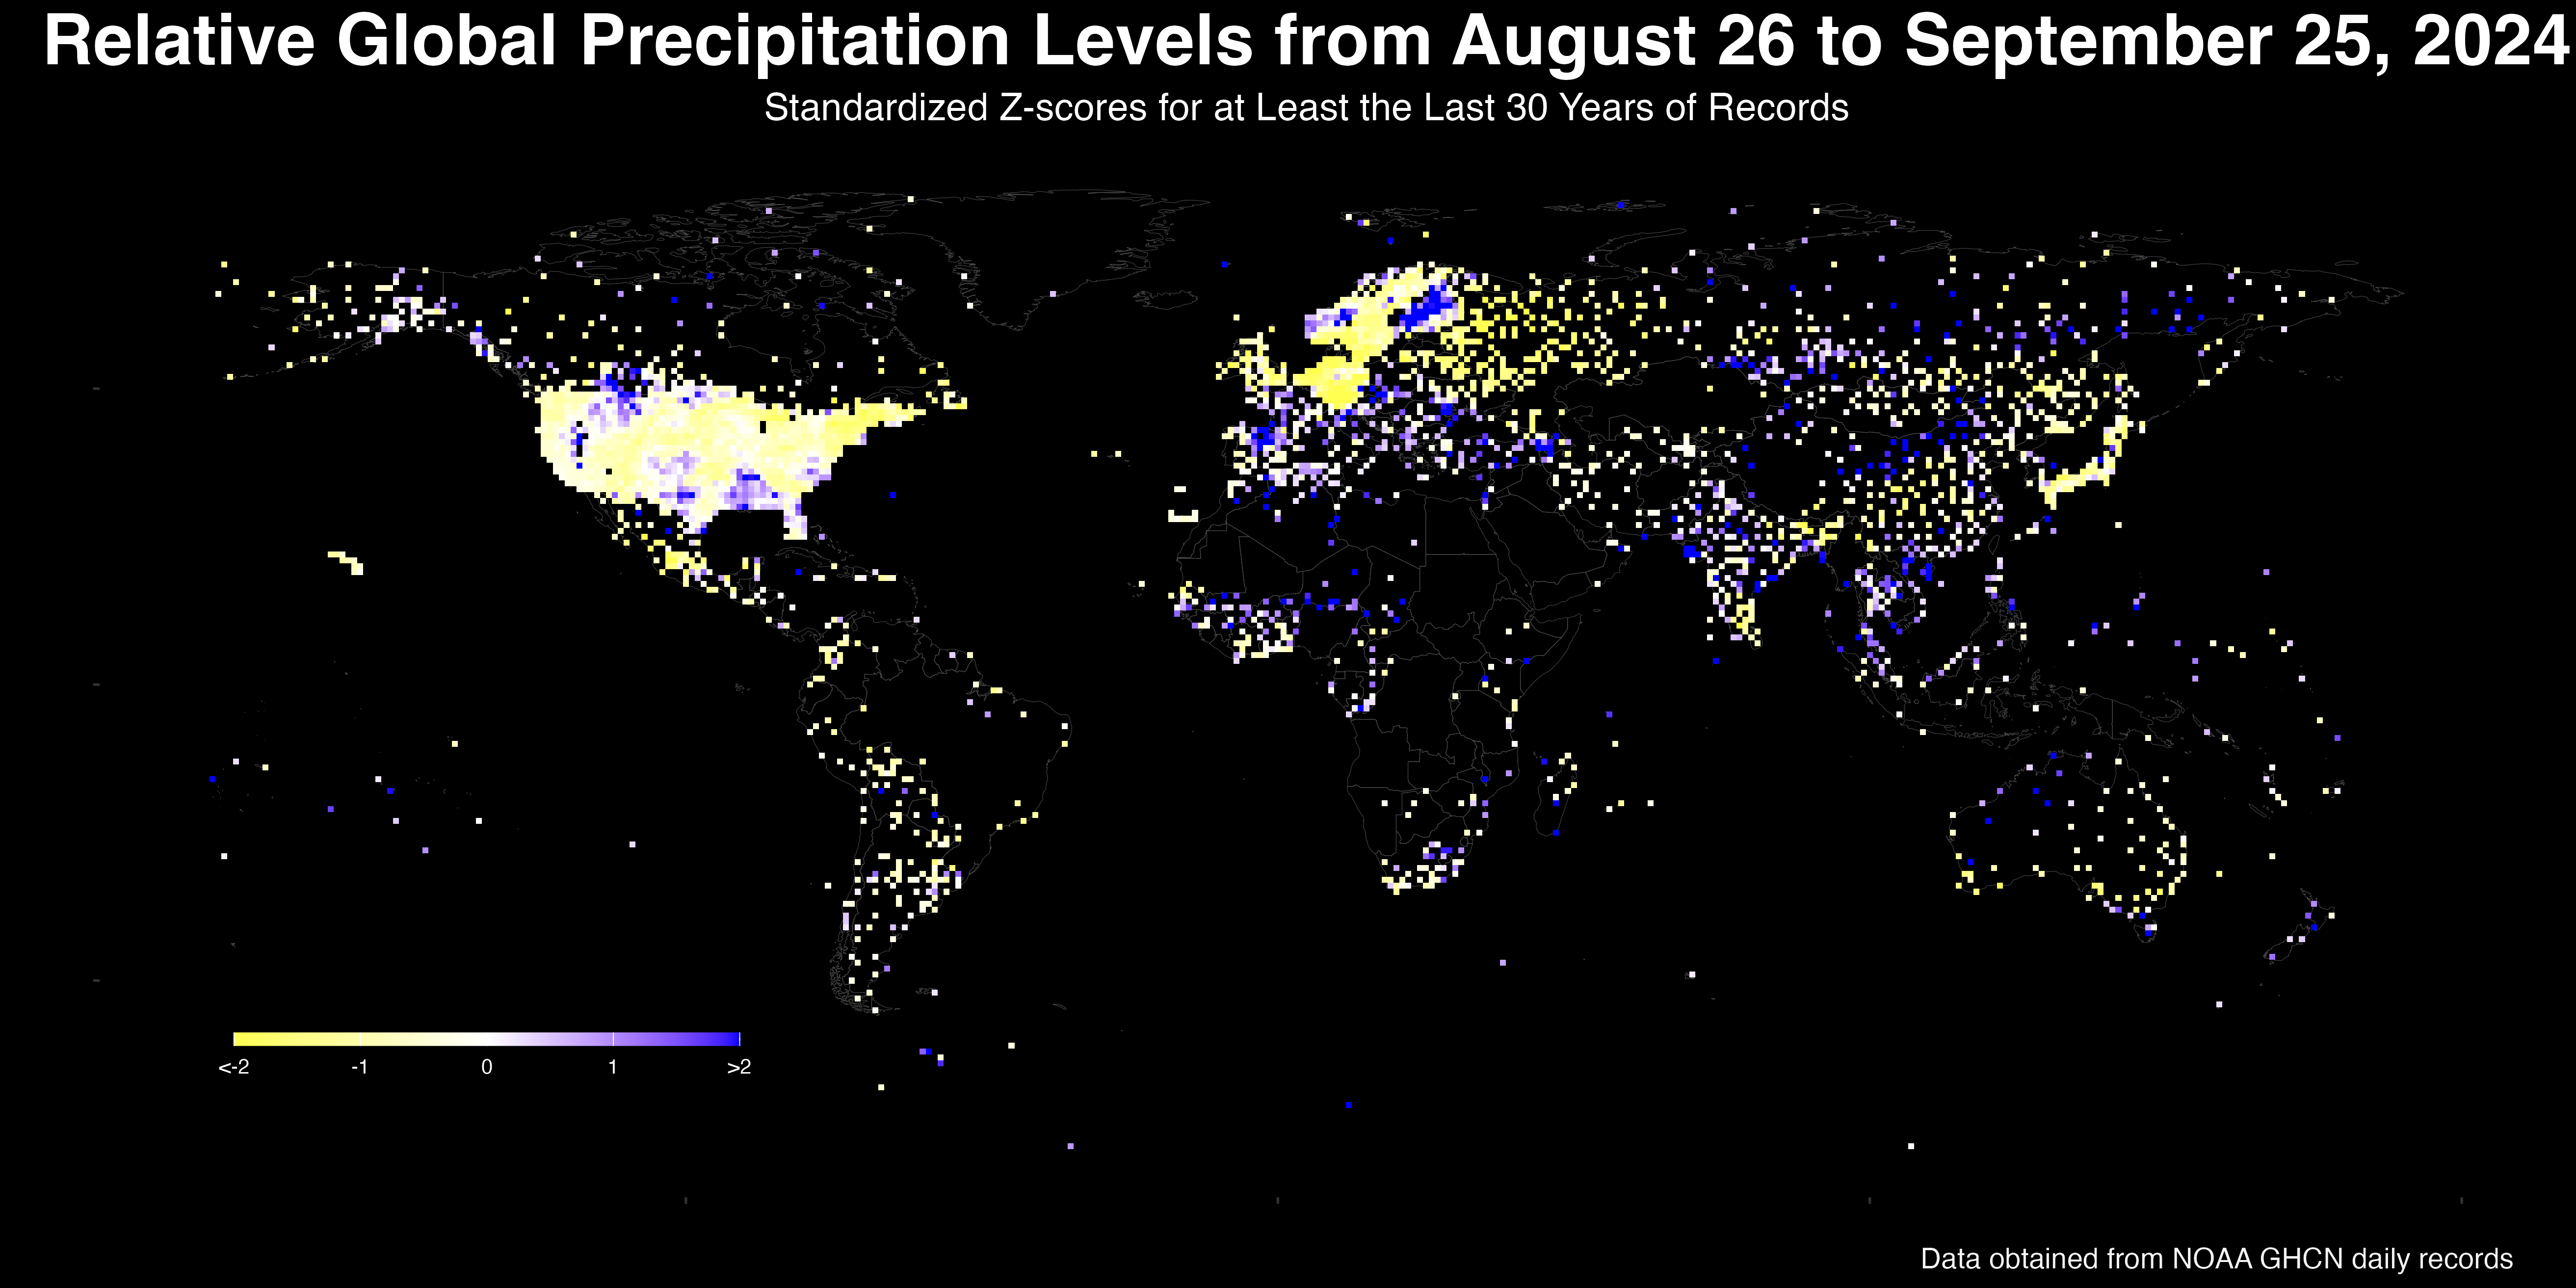 Relative Global Precipitation Levels from August 26 to September 25, 2024
Standardized Z-scores for at Least the Last 30 Years of Records
<-2 -1 0 1 >2
Data obtained from NOAA GHCN daily records